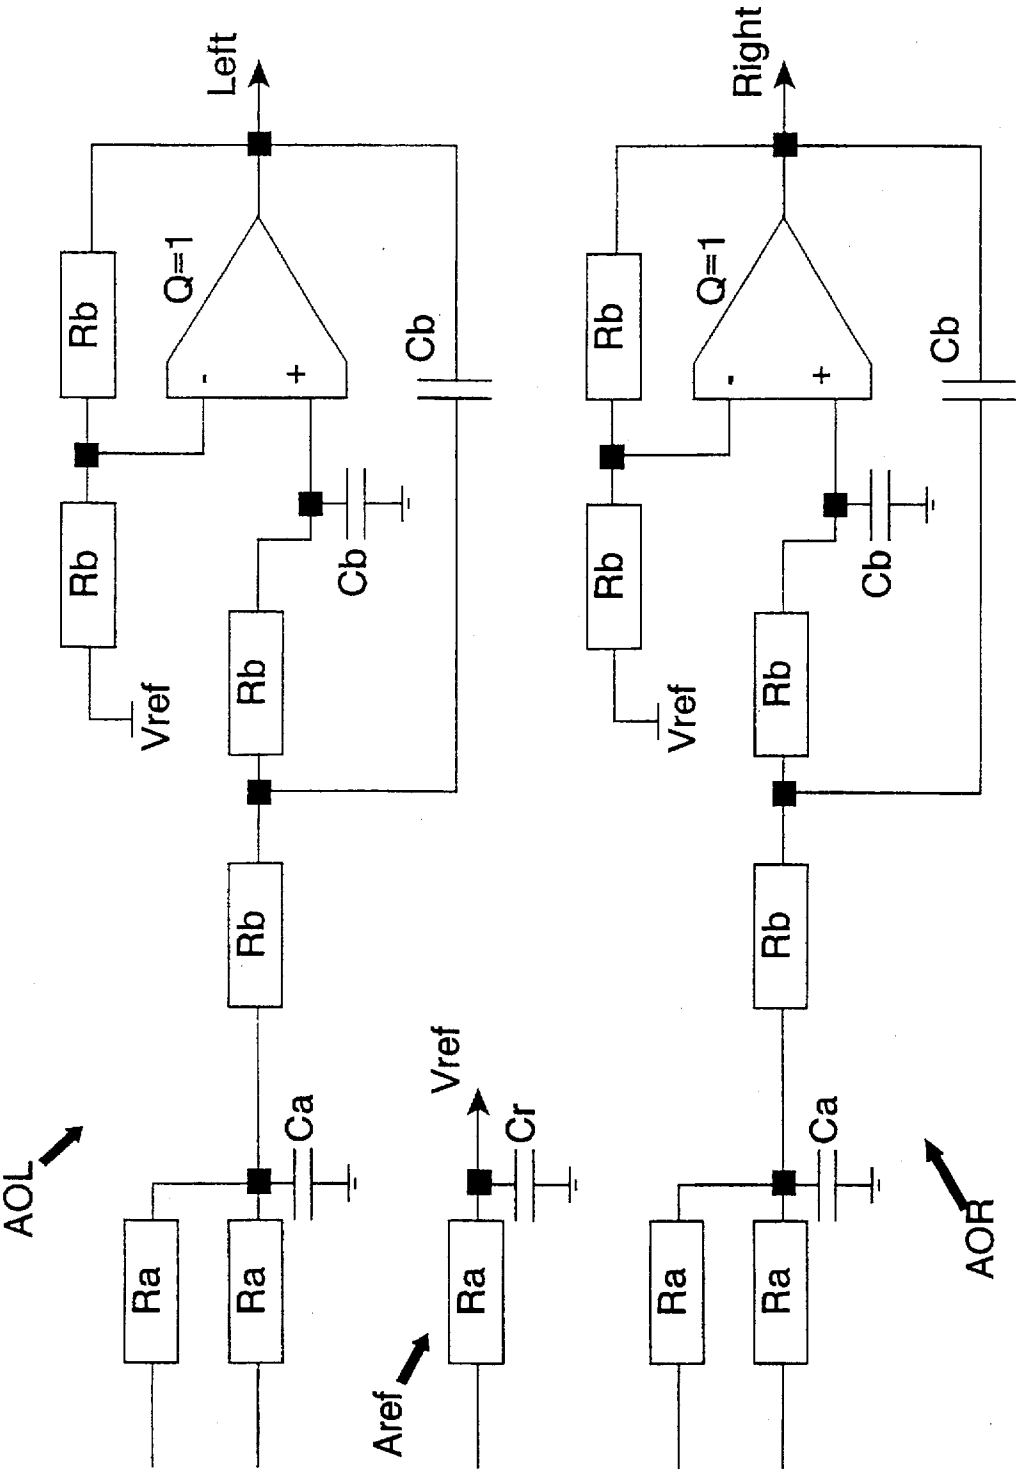 AOL
Ra
Ra
Ca
Rb
Rb
Vref
Rb
Rb
Cb
-
+
Q=1
Cb
Left
Aref
Ra
Cr
Vref
AOR
Ra
Ra
Ca
Rb
Rb
Vref
Rb
Rb
Cb
-
+
Q=1
Cb
Right